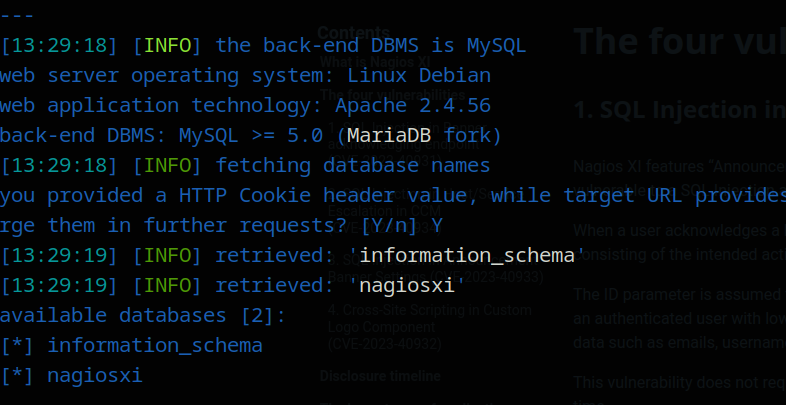 ---
[13:29:18] [INFO] the back-end DBMS is MySQL
web server operating system: Linux Debian
web application technology: Apache 2.4.56
back-end DBMS: MySQL >= 5.0 (MariaDB fork)
[13:29:18] [INFO] fetching database names
you provided a HTTP Cookie header value, while target URL provides
rge them in further requests? [Y/n] Y
[13:29:19] [INFO] retrieved: 'information_schema'
[13:29:19] [INFO] retrieved: 'nagiosxi'
available databases [2]:
[*] information_schema
[*] nagiosxi
Contents
What is Nagios XI
The four vulnerabilities
Banner Settings (CVE-2023-40933)
4. Cross-Site Scripting in Custom
Logo Component
(CVE-2023-40932)
Disclosure timeline
The four vul
1. SQL Injection in
Nagios XI features "Announce
When a user acknowledges a
consisting of the intended act
The ID parameter is assumed
an authenticated user with low
data such as emails, username
This vulnerability does not req